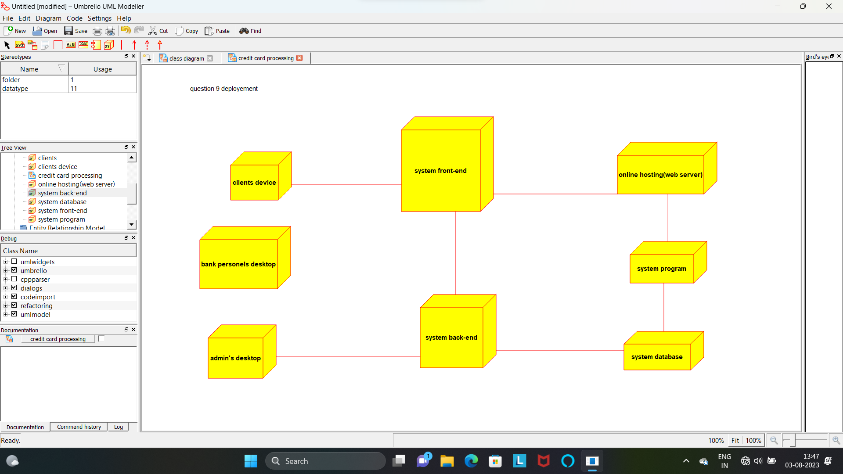 Untitled [modified] – Umbrello UML Modeller
File Edit Diagram Code Settings Help
New Open Save Cut Copy Paste Find
Stereotypes
Name Usage
folder 1
datatype 11
Tree View
clients
clients device
credit card processing
online hosting(web server)
system back-end
system database
system front-end
system program
Entity Relationship Model
Debug
Class Name
umlwidgets
umbrello
cppparser
dialogs
codeimport
refactoring
umlmodel
Documentation
credit card processing
Documentation Command history Log
Ready.
class diagram credit card processing
question 9 deployement
system front-end
clients device
online hosting(web server)
bank personels desktop
system program
system back-end
admin's desktop
system database
Bird's eye
100% Fit 100%
Search
1
ENG
IN
13:47
03-08-2023